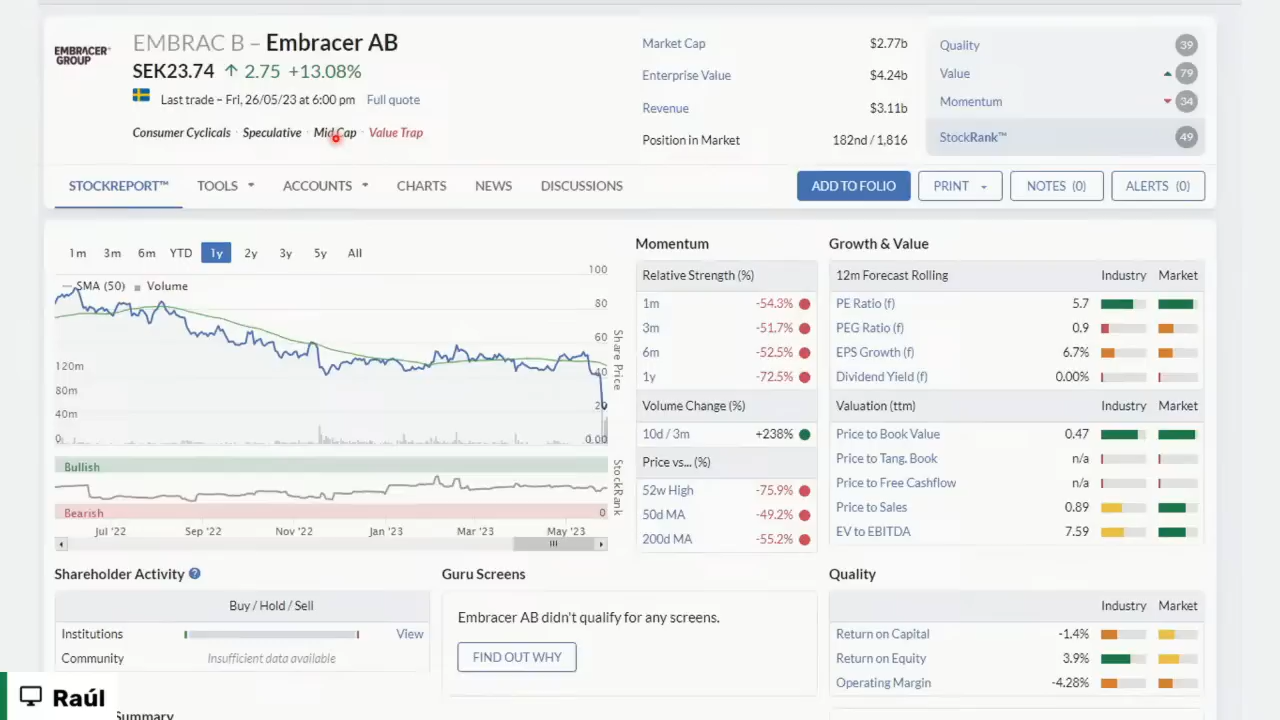 EMBRACER GROUP
EMBRAC B – Embracer AB
SEK23.74 ↑ 2.75 +13.08%
Last trade – Fri, 26/05/23 at 6:00 pm Full quote
Consumer Cyclicals · Speculative · Mid Cap · Value Trap
Market Cap $2.77b
Enterprise Value $4.24b
Revenue $3.11b
Position in Market 182nd / 1,816
Quality 39
Value 79
Momentum 34
StockRank™ 49
STOCKREPORT™ TOOLS ACCOUNTS CHARTS NEWS DISCUSSIONS
ADD TO FOLIO PRINT NOTES (0) ALERTS (0)
1m 3m 6m YTD 1y 2y 3y 5y All
SMA (50) Volume
100
80
60
40
20
0.00
Share Price
120m
80m
40m
0
Bullish
Bearish
0
StockRank
Jul '22 Sep '22 Nov '22 Jan '23 Mar '23 May '23
Momentum
Relative Strength (%)
1m -54.3%
3m -51.7%
6m -52.5%
1y -72.5%
Volume Change (%)
10d / 3m +238%
Price vs... (%)
52w High -75.9%
50d MA -49.2%
200d MA -55.2%
Growth & Value
12m Forecast Rolling Industry Market
PE Ratio (f) 5.7
PEG Ratio (f) 0.9
EPS Growth (f) 6.7%
Dividend Yield (f) 0.00%
Valuation (ttm) Industry Market
Price to Book Value 0.47
Price to Tang. Book n/a
Price to Free Cashflow n/a
Price to Sales 0.89
EV to EBITDA 7.59
Shareholder Activity ?
Buy / Hold / Sell
Institutions View
Community Insufficient data available
Guru Screens
Embracer AB didn't qualify for any screens.
FIND OUT WHY
Quality
Industry Market
Return on Capital -1.4%
Return on Equity 3.9%
Operating Margin -4.28%
Raúl
Summary